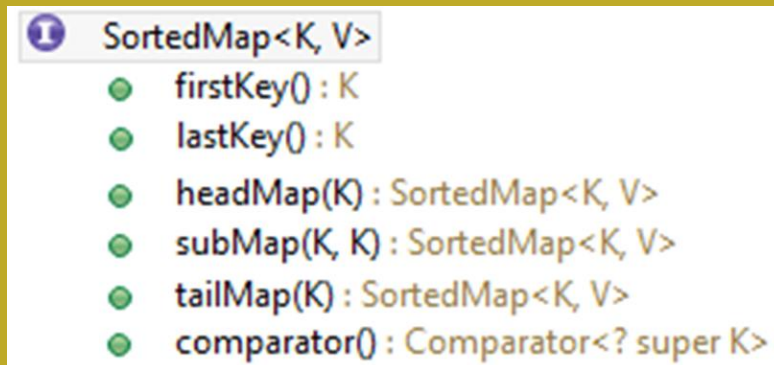 I SortedMap<K, V>
firstKey() : K
lastKey() : K
headMap(K) : SortedMap<K, V>
subMap(K, K) : SortedMap<K, V>
tailMap(K) : SortedMap<K, V>
comparator() : Comparator<? super K>